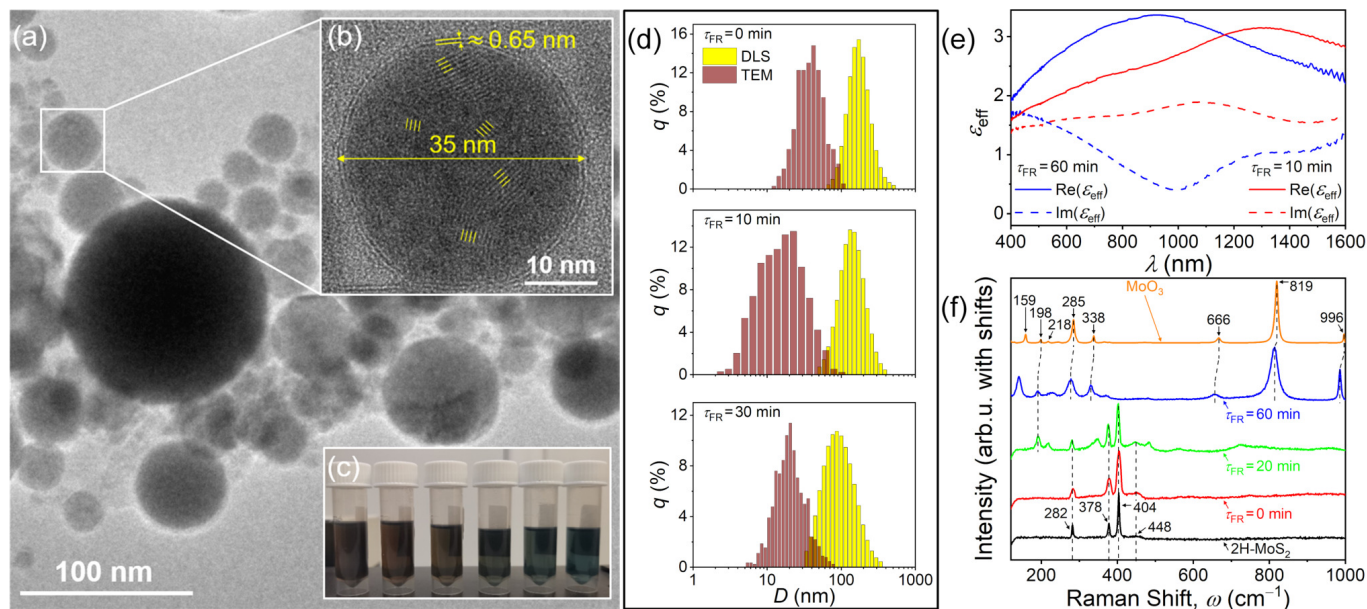 (a)
100 nm
(b)
≈ 0.65 nm
35 nm
10 nm
(c)
(d)
τFR = 0 min
DLS
TEM
q (%)
16
12
8
4
0
τFR = 10 min
q (%)
12
8
4
0
τFR = 30 min
q (%)
12
8
4
0
1 10 100 1000
D (nm)
(e)
εeff
3
2
1
0
τFR = 60 min τFR = 10 min
Re(εeff) Re(εeff)
Im(εeff) Im(εeff)
400 600 800 1000 1200 1400 1600
λ (nm)
(f)
Intensity (arb.u. with shifts)
MoO3
159
198
218
285
338
666
819
996
τFR = 60 min
τFR = 20 min
τFR = 0 min
282
378
404
448
2H-MoS2
200 400 600 800 1000
Raman Shift, ω (cm−1)